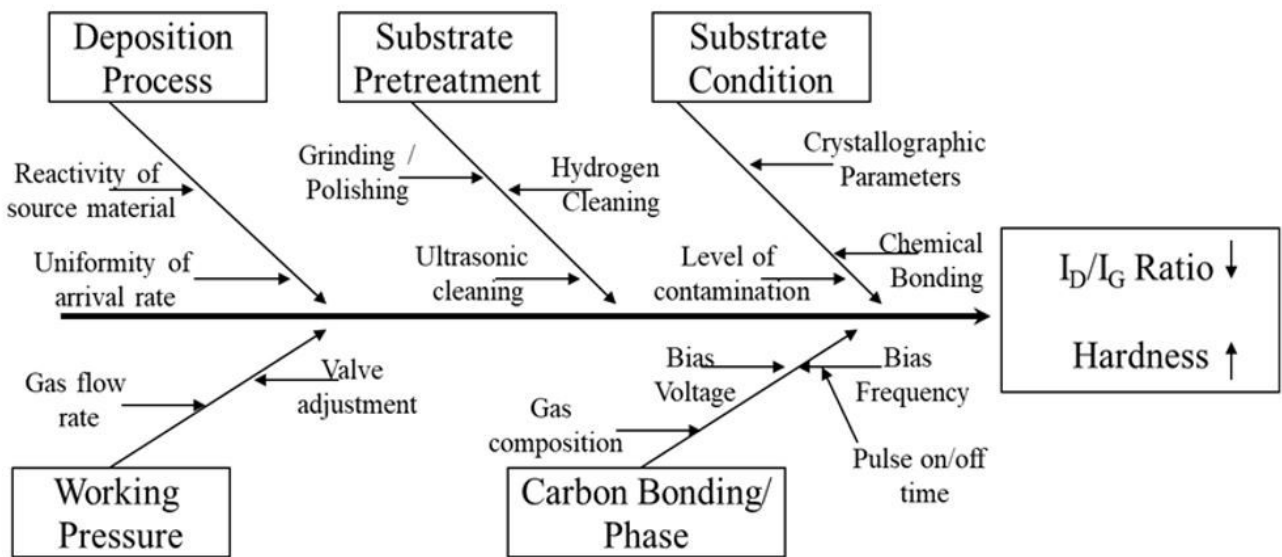 Deposition
Process
Substrate
Pretreatment
Substrate
Condition
Reactivity of
source material
Uniformity of
arrival rate
Grinding /
Polishing
Hydrogen
Cleaning
Ultrasonic
cleaning
Crystallographic
Parameters
Chemical
Bonding
Level of
contamination
I_D/I_G Ratio ↓
Hardness ↑
Gas flow
rate
Valve
adjustment
Bias
Voltage
Bias
Frequency
Gas
composition
Pulse on/off
time
Working
Pressure
Carbon Bonding/
Phase